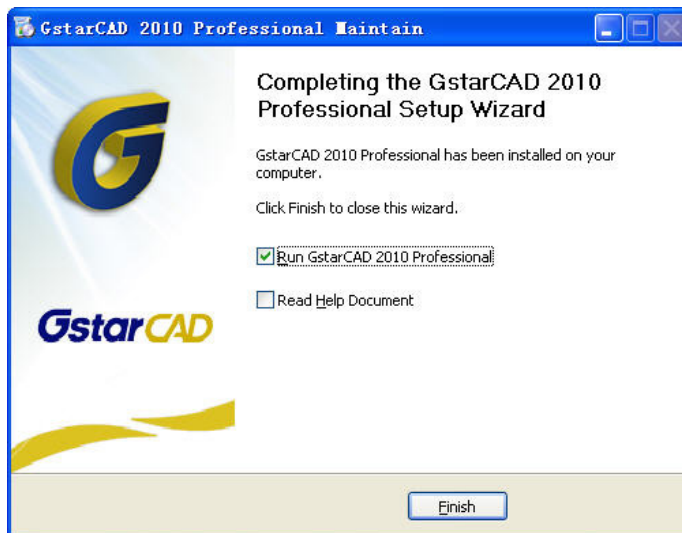 GstarCAD 2010 Professional Maintain
Completing the GstarCAD 2010
Professional Setup Wizard
GstarCAD 2010 Professional has been installed on your
computer.
Click Finish to close this wizard.
Run GstarCAD 2010 Professional
Read Help Document
GstarCAD
Finish